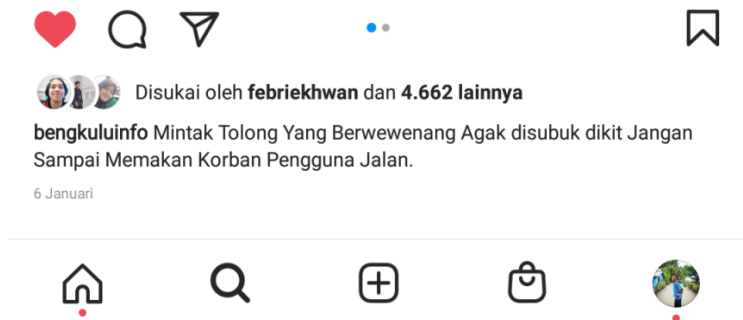 Disukai oleh febriekhwan dan 4.662 lainnya
bengkuluinfo Mintak Tolong Yang Berwewenang Agak disubuk dikit Jangan
Sampai Memakan Korban Pengguna Jalan.
6 Januari